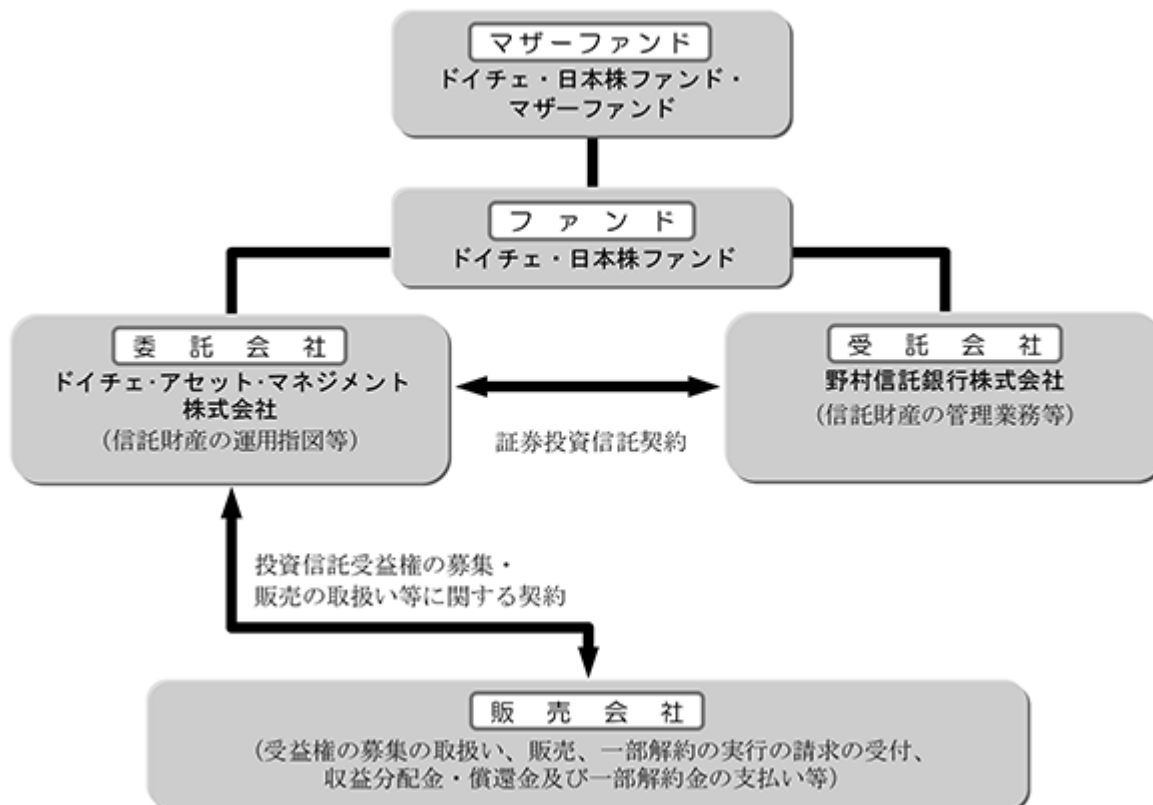 マザーファンド
ドイチェ・日本株ファンド・
マザーファンド
ファンド
ドイチェ・日本株ファンド
委託会社
ドイチェ・アセット・マネジメント
株式会社
(信託財産の運用指図等)
受託会社
野村信託銀行株式会社
(信託財産の管理業務等)
証券投資信託契約
投資信託受益権の募集・
販売の取扱い等に関する契約
販売会社
(受益権の募集の取扱い、販売、一部解約の実行の請求の受付、
収益分配金・償還金及び一部解約金の支払い等)